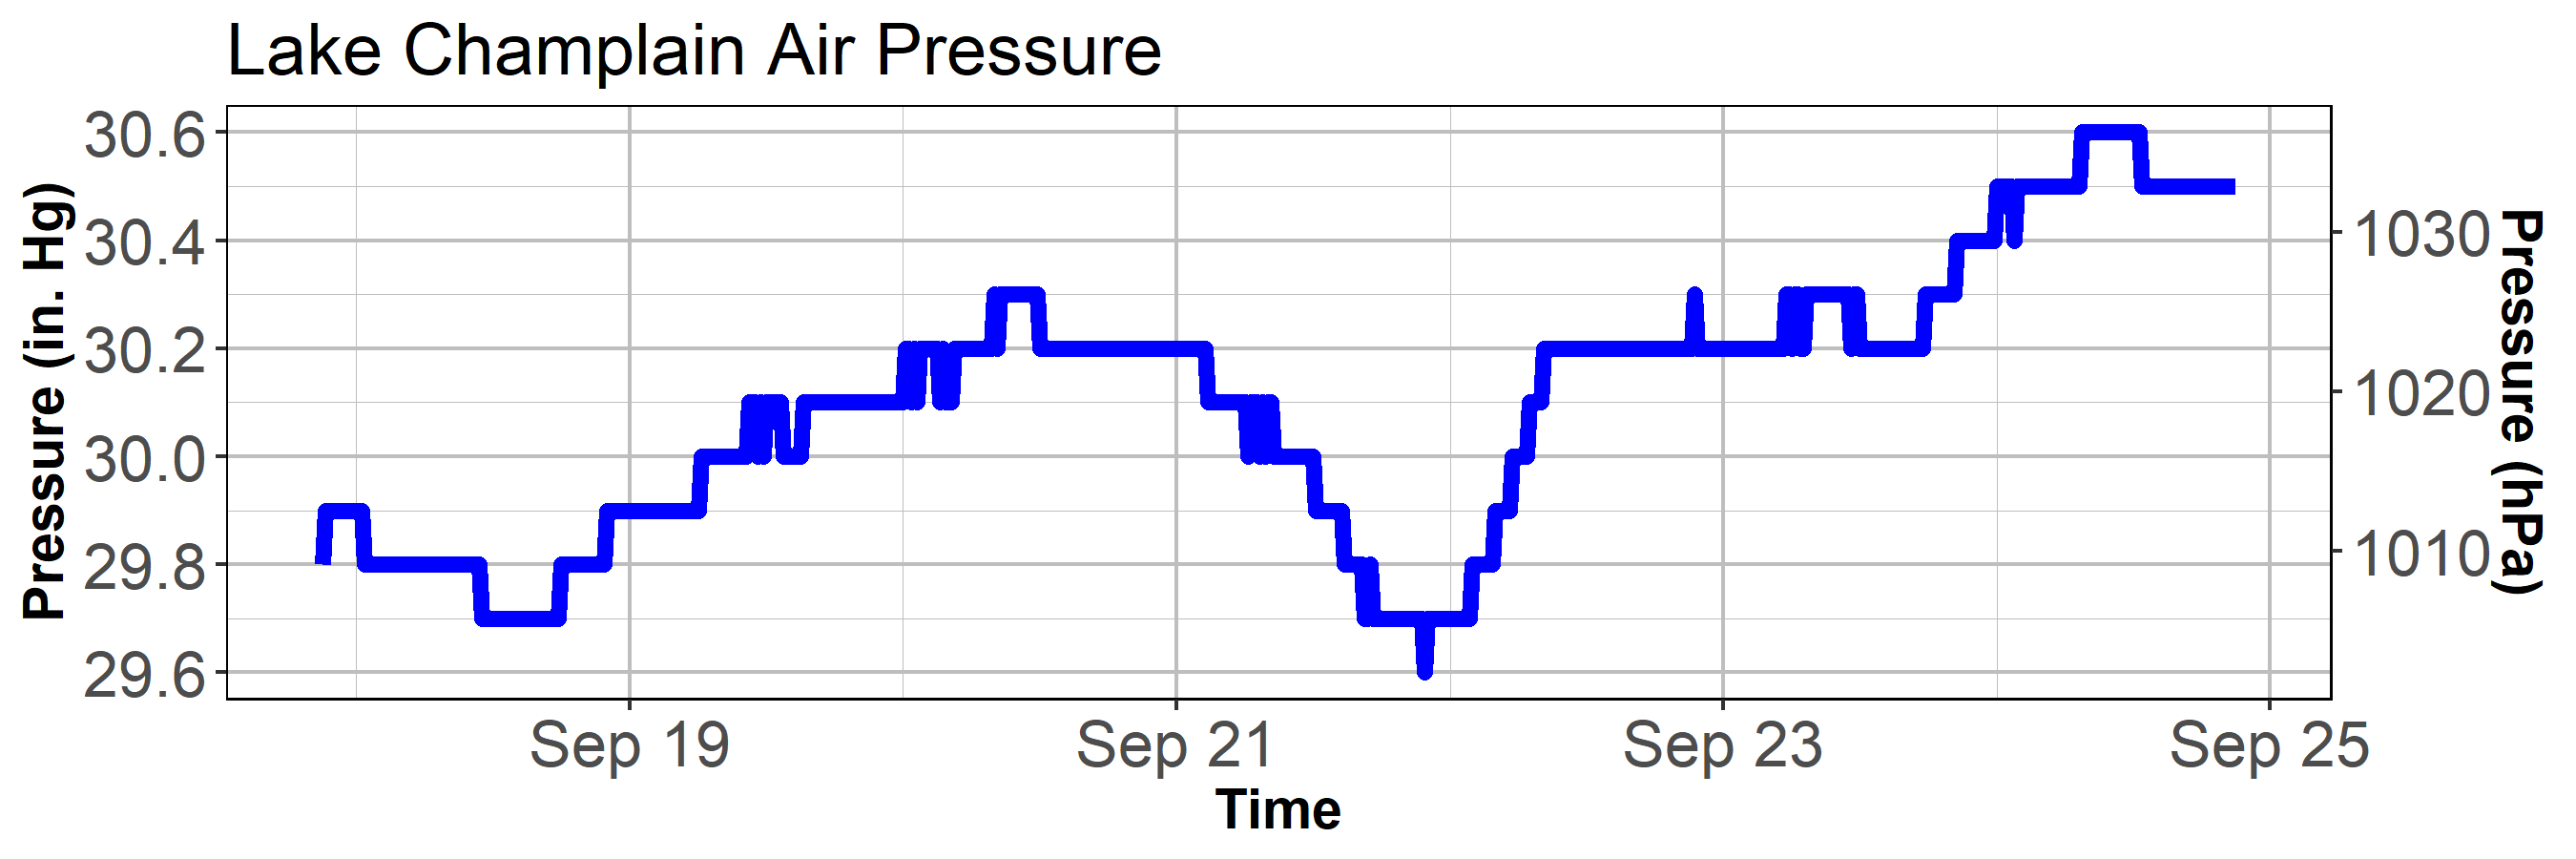 Lake Champlain Air Pressure
Pressure (in. Hg)
30.6
30.4
30.2
30.0
29.8
29.6
1030
1020
1010
Pressure (hPa)
Sep 19 Sep 21 Sep 23 Sep 25
Time